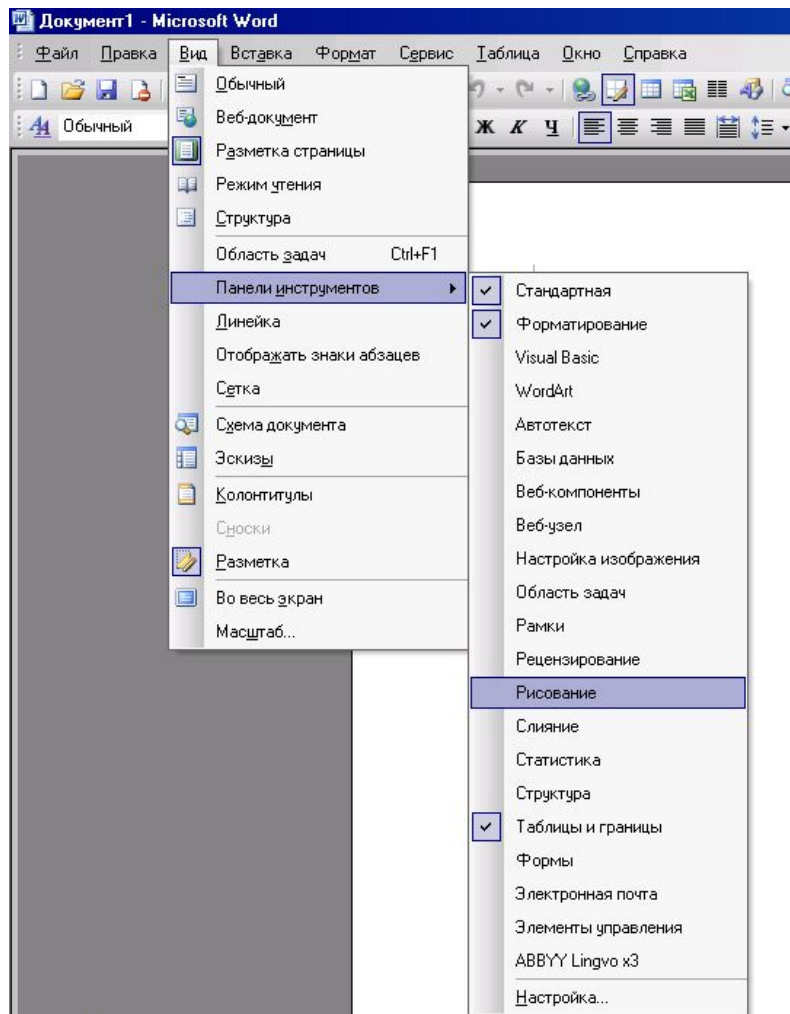 Документ1 - Microsoft Word
Файл Правка Вид Вставка Формат Сервис Таблица Окно Справка
Обычный
Ж К Ч
Обычный
Веб-документ
Разметка страницы
Режим чтения
Структура
Область задач Ctrl+F1
Панели инструментов
Линейка
Отображать знаки абзацев
Сетка
Схема документа
Эскизы
Колонтитулы
Сноски
Разметка
Во весь экран
Масштаб...
Стандартная
Форматирование
Visual Basic
WordArt
Автотекст
Базы данных
Веб-компоненты
Веб-узел
Настройка изображения
Область задач
Рамки
Рецензирование
Рисование
Слияние
Статистика
Структура
Таблицы и границы
Формы
Электронная почта
Элементы управления
ABBYY Lingvo x3
Настройка...